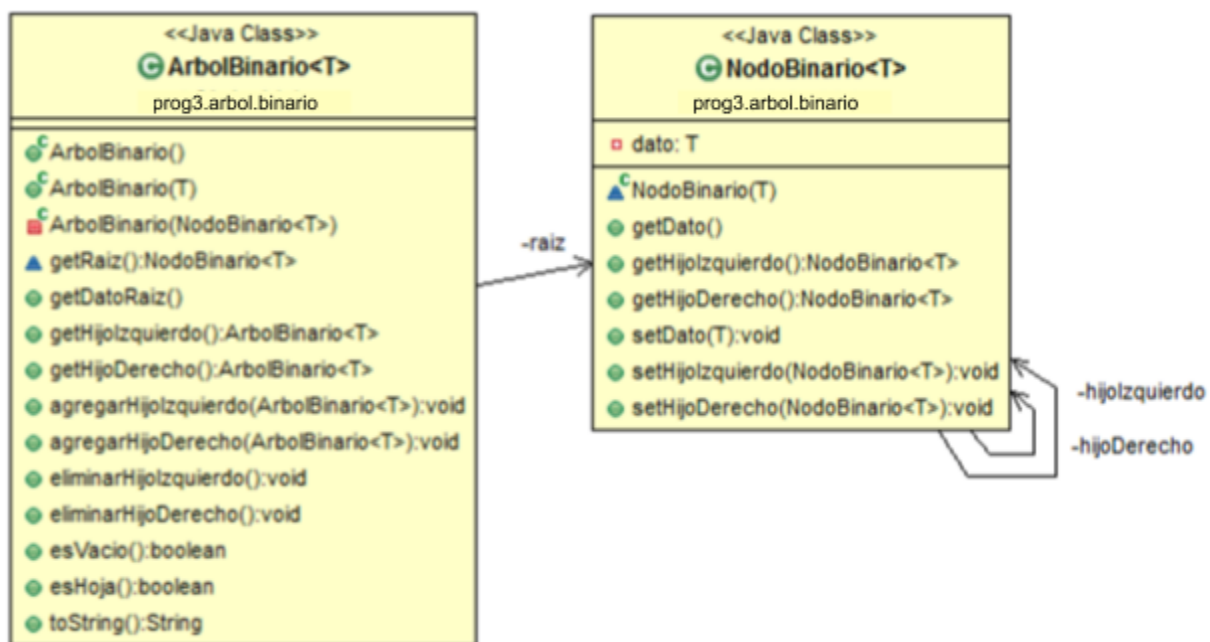 <<Java Class>>
ArbolBinario<T>
prog3.arbol.binario
ArbolBinario()
ArbolBinario(T)
ArbolBinario(NodoBinario<T>)
getRaiz():NodoBinario<T>
getDatoRaiz()
getHijoIzquierdo():ArbolBinario<T>
getHijoDerecho():ArbolBinario<T>
agregarHijoIzquierdo(ArbolBinario<T>):void
agregarHijoDerecho(ArbolBinario<T>):void
eliminarHijoIzquierdo():void
eliminarHijoDerecho():void
esVacio():boolean
esHoja():boolean
toString():String
-raiz
<<Java Class>>
NodoBinario<T>
prog3.arbol.binario
dato: T
NodoBinario(T)
getDato()
getHijoIzquierdo():NodoBinario<T>
getHijoDerecho():NodoBinario<T>
setDato(T):void
setHijoIzquierdo(NodoBinario<T>):void
setHijoDerecho(NodoBinario<T>):void
-hijoIzquierdo
-hijoDerecho